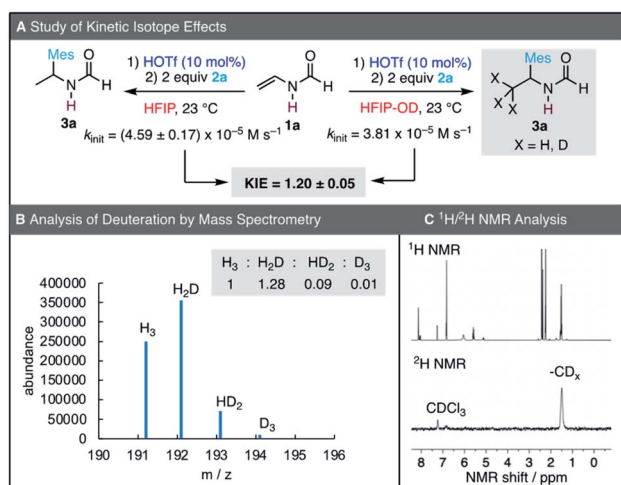 A Study of Kinetic Isotope Effects
Mes
O
N
H
H
3a
1) HOTf (10 mol%)
2) 2 equiv 2a
HFIP, 23 °C
k_init = (4.59 ± 0.17) x 10⁻⁵ M s⁻¹
O
N
H
H
1a
1) HOTf (10 mol%)
2) 2 equiv 2a
HFIP-OD, 23 °C
k_init = 3.81 x 10⁻⁵ M s⁻¹
Mes
O
X
X
X
N
H
H
3a
X = H, D
KIE = 1.20 ± 0.05
B Analysis of Deuteration by Mass Spectrometry
H₃ : H₂D : HD₂ : D₃
1 1.28 0.09 0.01
abundance
400000
350000
300000
250000
200000
150000
100000
50000
0
H₃
H₂D
HD₂
D₃
190 191 192 193 194 195 196
m / z
C ¹H/²H NMR Analysis
¹H NMR
²H NMR
-CDₓ
CDCl₃
8 7 6 5 4 3 2 1 0
NMR shift / ppm